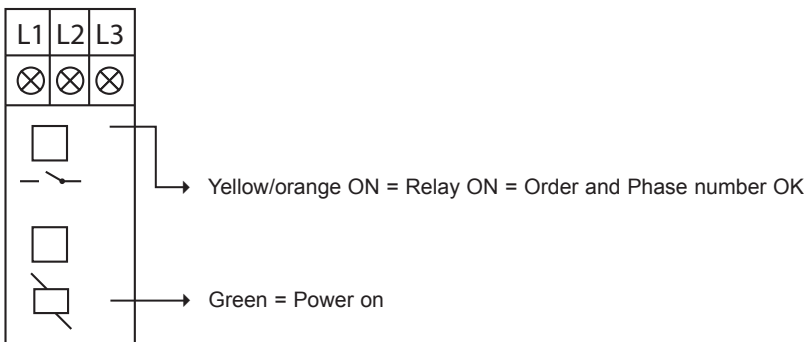 L1 L2 L3
Yellow/orange ON = Relay ON = Order and Phase number OK
Green = Power on